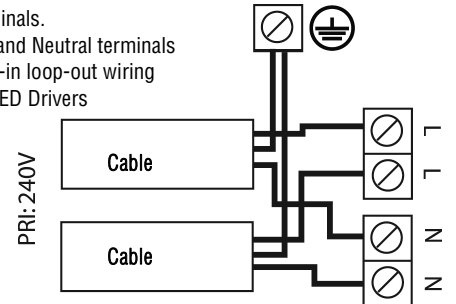 inals.
and Neutral terminals
-in loop-out wiring
ED Drivers
PRI: 240V
Cable
Cable
L
L
N
N